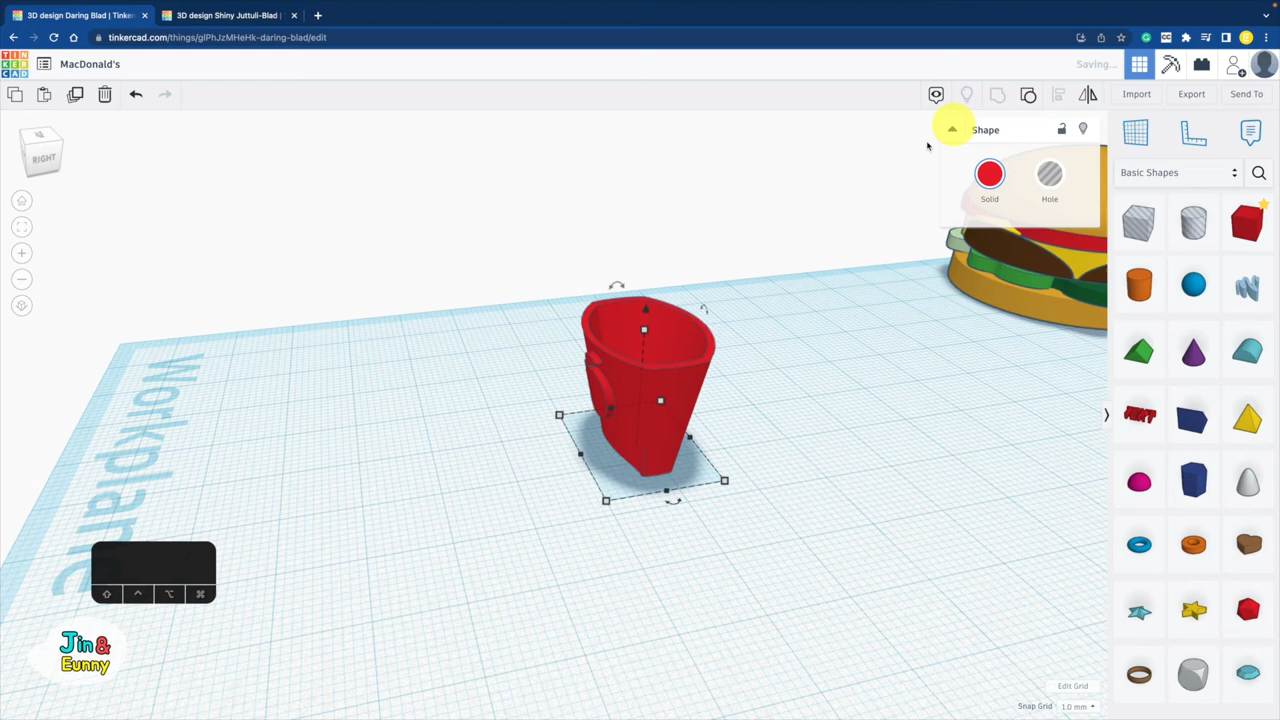 3D design Daring Blad | Tinker
3D design Shiny Juttuli-Blad |
tinkercad.com/things/glPhJzMHeHk-daring-blad/edit
CC
E
TIN
KER
CAD
MacDonald's
Saving...
Import
Export
Send To
RIGHT
Shape
Solid
Hole
Basic Shapes
TEXT
Workplane
Jin &
Eunny
Edit Grid
Snap Grid
1.0 mm